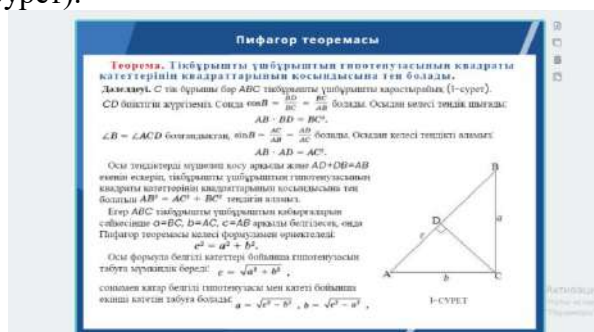 урет).
Пифагор теоремасы
Теорема. Тікбұрышты үшбұрыштың гипотенузасының квадраты
катеттерінің квадраттарының қосындысына тең болады.
Дәлелдеуі. C тік бұрышы бар ABC тікбұрышты үшбұрышты қарастырайық (1-сурет).
CD биіктігін жүргіземіз. Сонда cosB = BD/BC = BC/AB болады. Осыдан келесі теңдік шығады:
AB · BD = BC².
∠B = ∠ACD болғандықтан, sinB = AC/AB = AD/AC болады. Осыдан келесі теңдікті аламыз:
AB · AD = AC².
Осы теңдіктерді мүшелеп қосу арқылы және AD+DB=AB
екенін ескеріп, тікбұрышты үшбұрыштың гипотенузасының
квадраты катеттерінің квадраттарының қосындысына тең
болатын AB² = AC² + BC² теңдігін аламыз.
Егер ABC тікбұрышты үшбұрыштың қабырғаларын
сәйкесінше a=BC, b=AC, c=AB арқылы белгілесек, онда
Пифагор теоремасы келесі формуламен өрнектеледі:
c² = a² + b².
Осы формула белгілі катеттері бойынша гипотенузасын
табуға мүмкіндік береді: c = √a² + b² ,
сонымен қатар белгілі гипотенузасы мен катеті бойынша
екінші катетін табуға болады: a = √c² − b² , b = √c² − a² ,
B
D
a
c
A
b
C
1-СУРЕТ